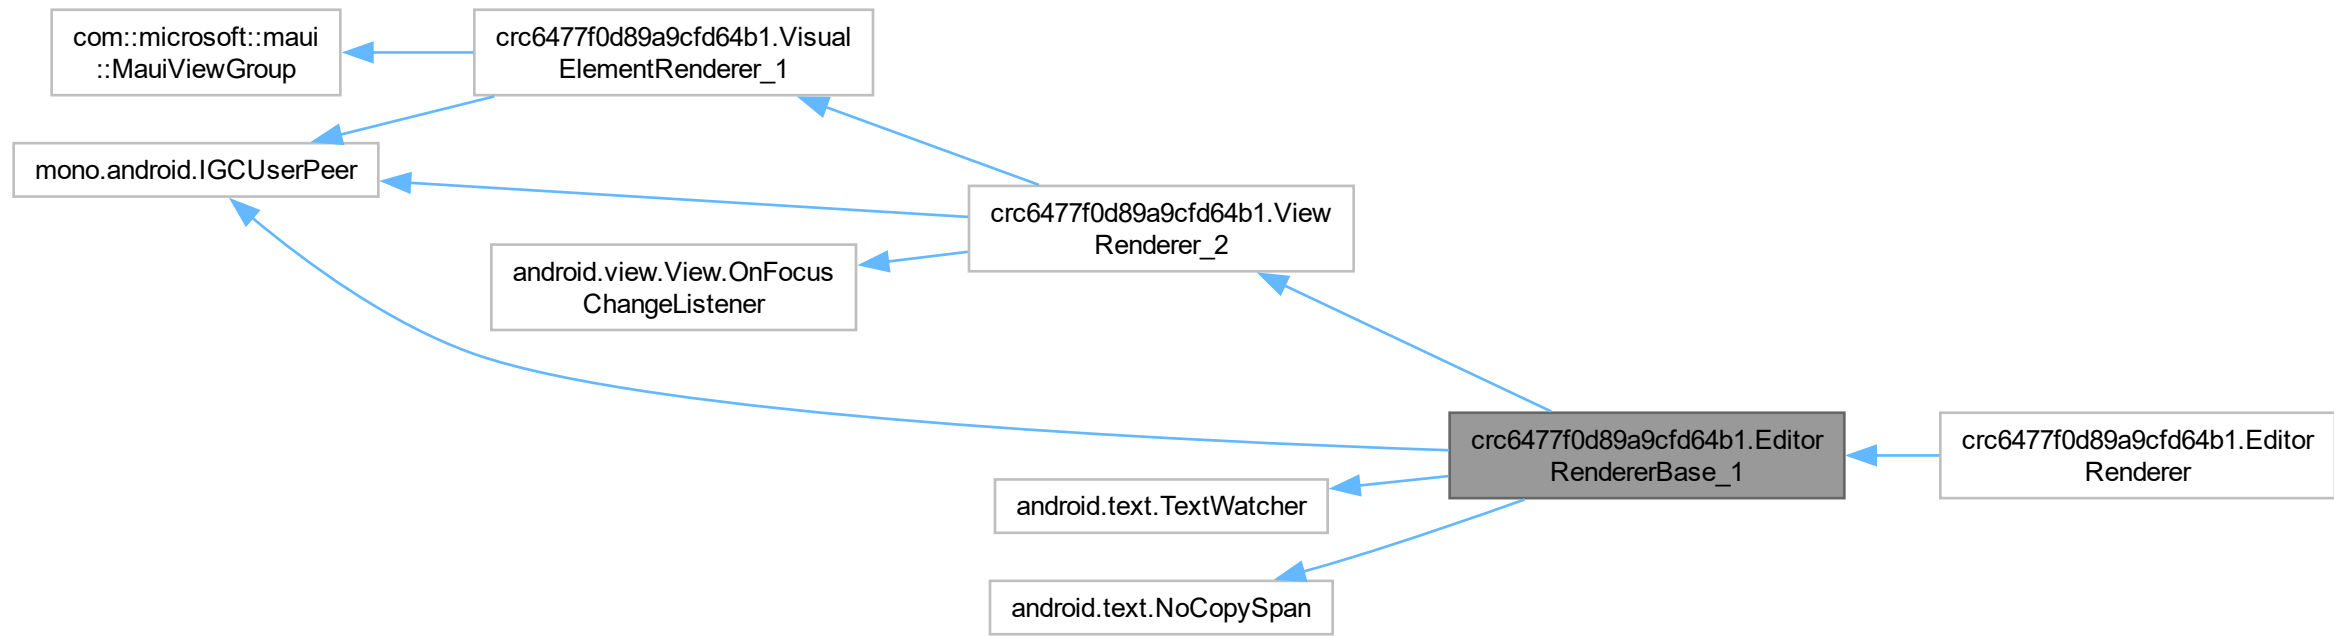 com::microsoft::maui
::MauiViewGroup
crc6477f0d89a9cfd64b1.Visual
ElementRenderer_1
mono.android.IGCUserPeer
crc6477f0d89a9cfd64b1.View
Renderer_2
android.view.View.OnFocus
ChangeListener
crc6477f0d89a9cfd64b1.Editor
RendererBase_1
crc6477f0d89a9cfd64b1.Editor
Renderer
android.text.TextWatcher
android.text.NoCopySpan